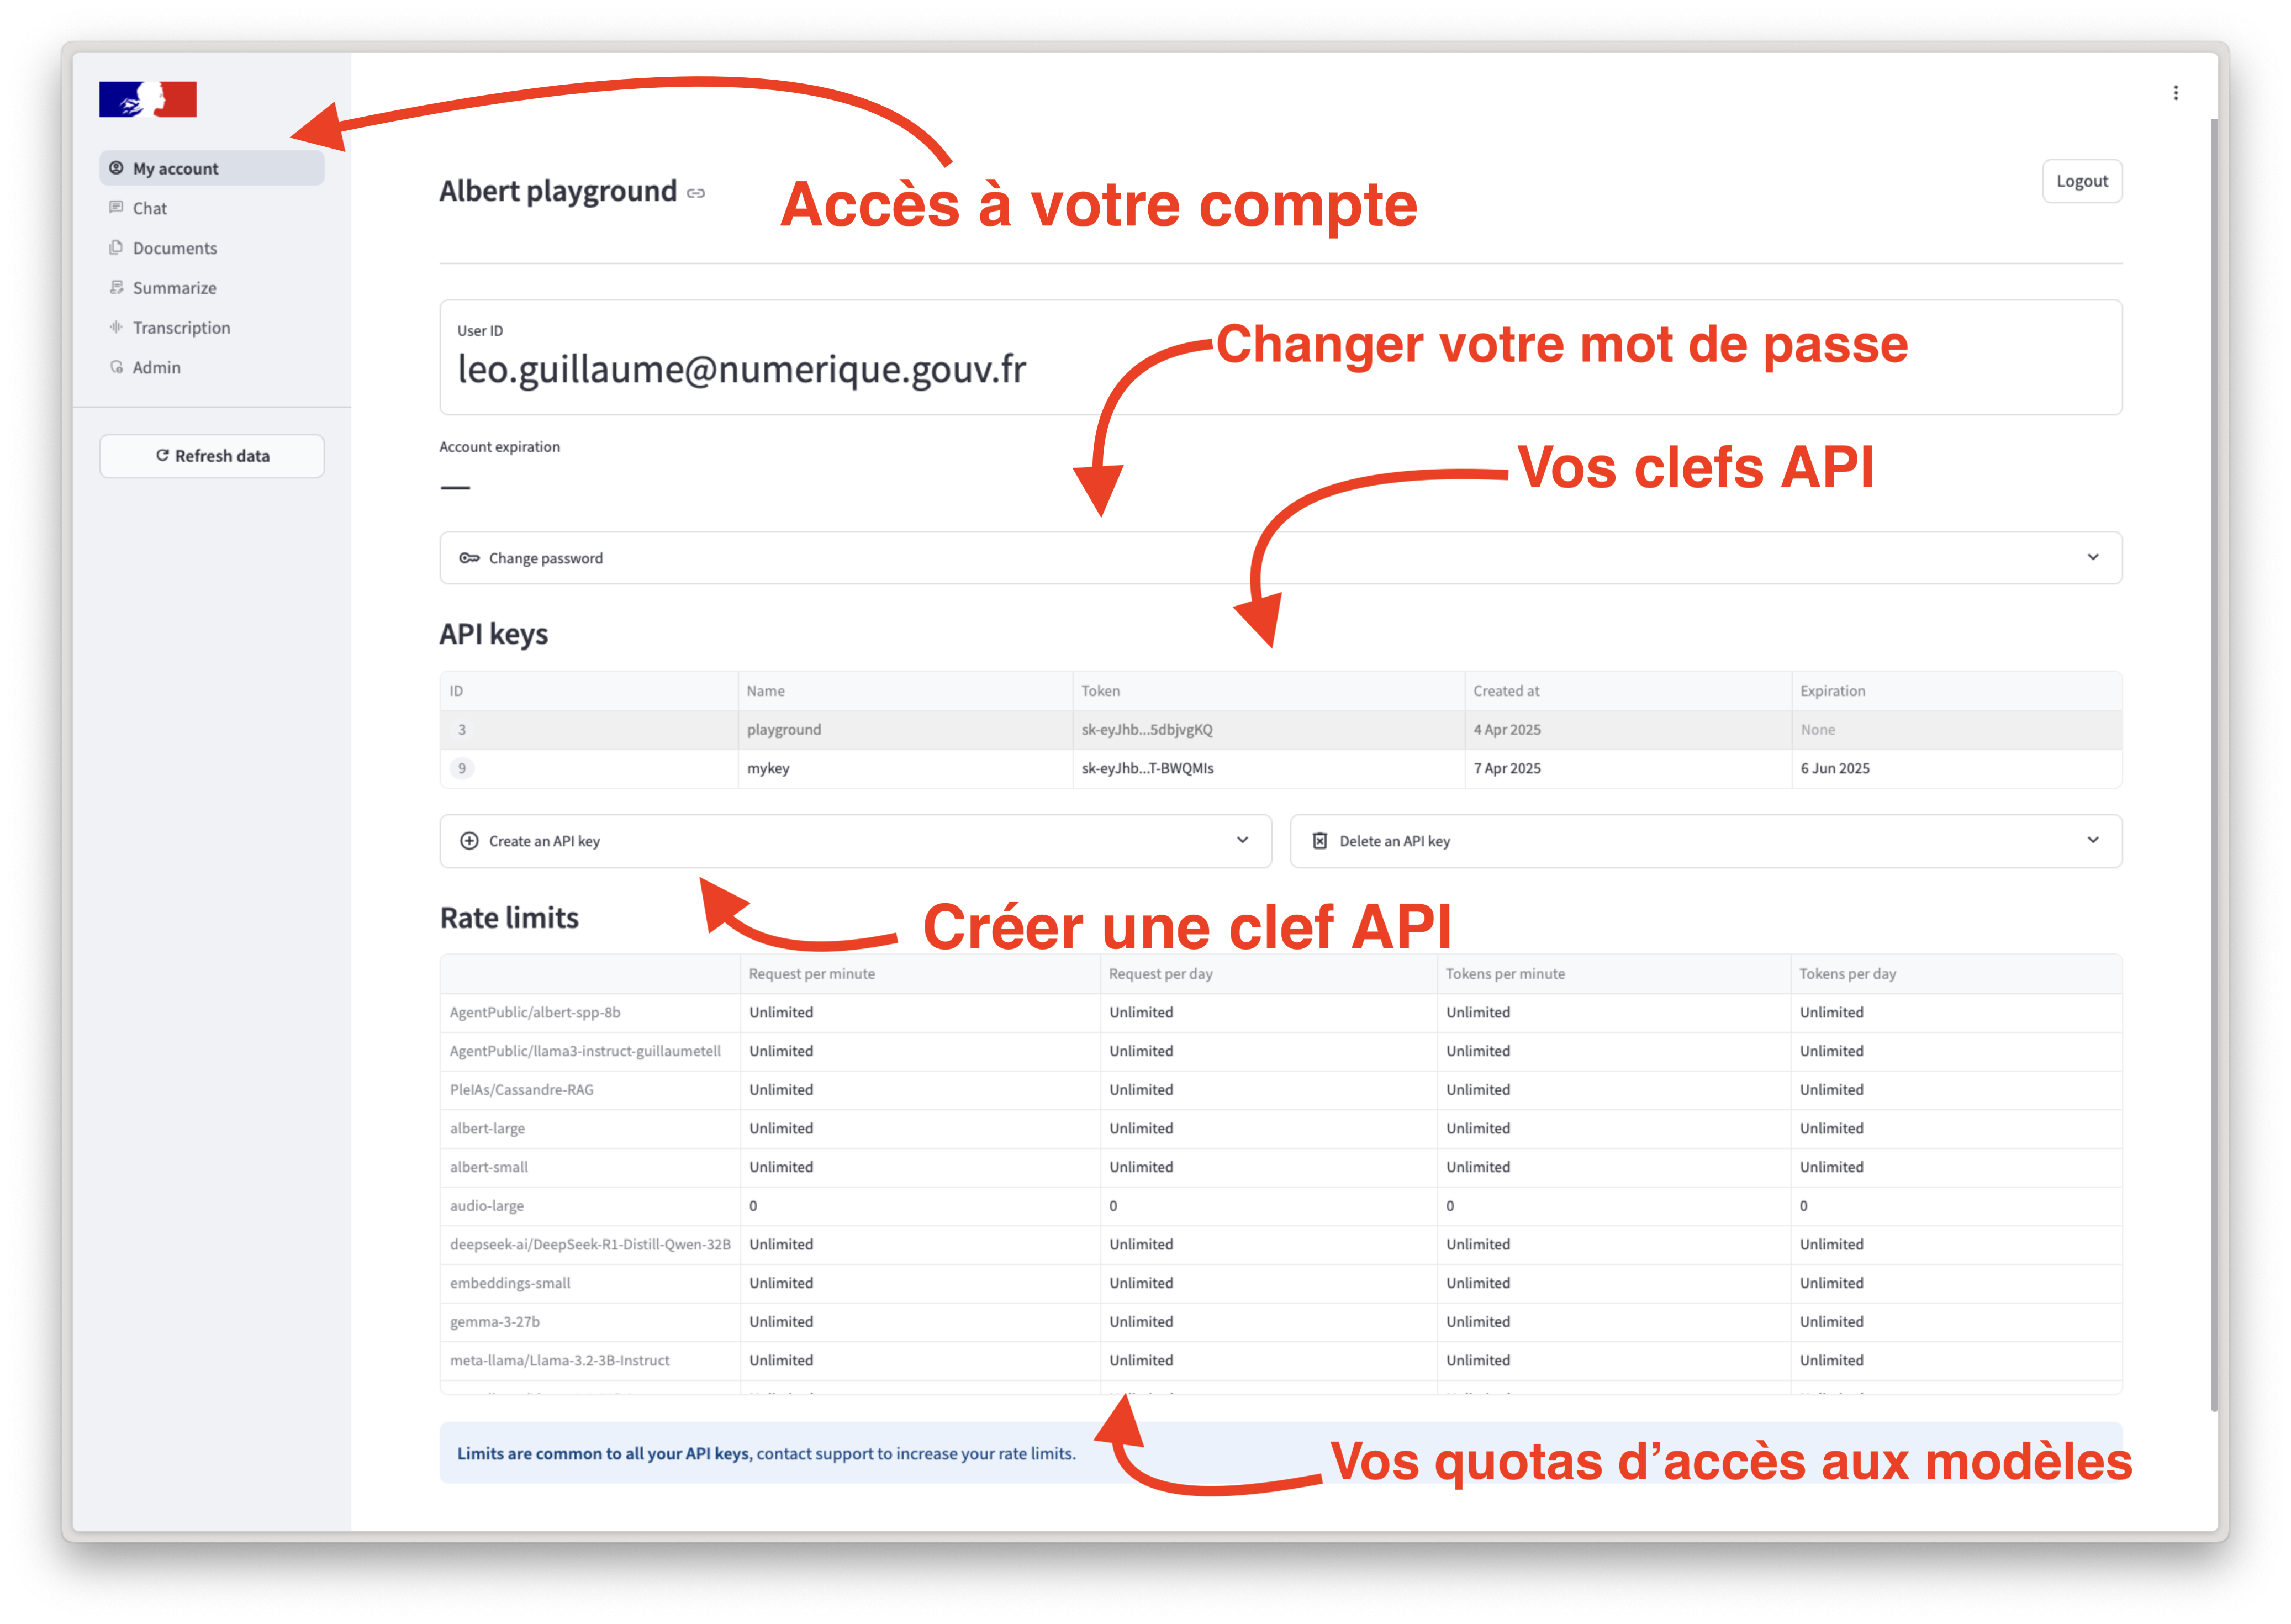 My account
Chat
Documents
Summarize
Transcription
Admin
Refresh data
Albert playground
Accès à votre compte
Logout
User ID
leo.guillaume@numerique.gouv.fr
Changer votre mot de passe
Account expiration
—
Vos clefs API
Change password
API keys
ID Name Token Created at Expiration
3 playground sk-eyJhb...5dbjvgKQ 4 Apr 2025 None
9 mykey sk-eyJhb...T-BWQMIs 7 Apr 2025 6 Jun 2025
Create an API key
Delete an API key
Rate limits
Créer une clef API
Request per minute Request per day Tokens per minute Tokens per day
AgentPublic/albert-spp-8b Unlimited Unlimited Unlimited Unlimited
AgentPublic/llama3-instruct-guillaumetell Unlimited Unlimited Unlimited Unlimited
PleIAs/Cassandre-RAG Unlimited Unlimited Unlimited Unlimited
albert-large Unlimited Unlimited Unlimited Unlimited
albert-small Unlimited Unlimited Unlimited Unlimited
audio-large 0 0 0 0
deepseek-ai/DeepSeek-R1-Distill-Qwen-32B Unlimited Unlimited Unlimited Unlimited
embeddings-small Unlimited Unlimited Unlimited Unlimited
gemma-3-27b Unlimited Unlimited Unlimited Unlimited
meta-llama/Llama-3.2-3B-Instruct Unlimited Unlimited Unlimited Unlimited
Limits are common to all your API keys, contact support to increase your rate limits.
Vos quotas d’accès aux modèles